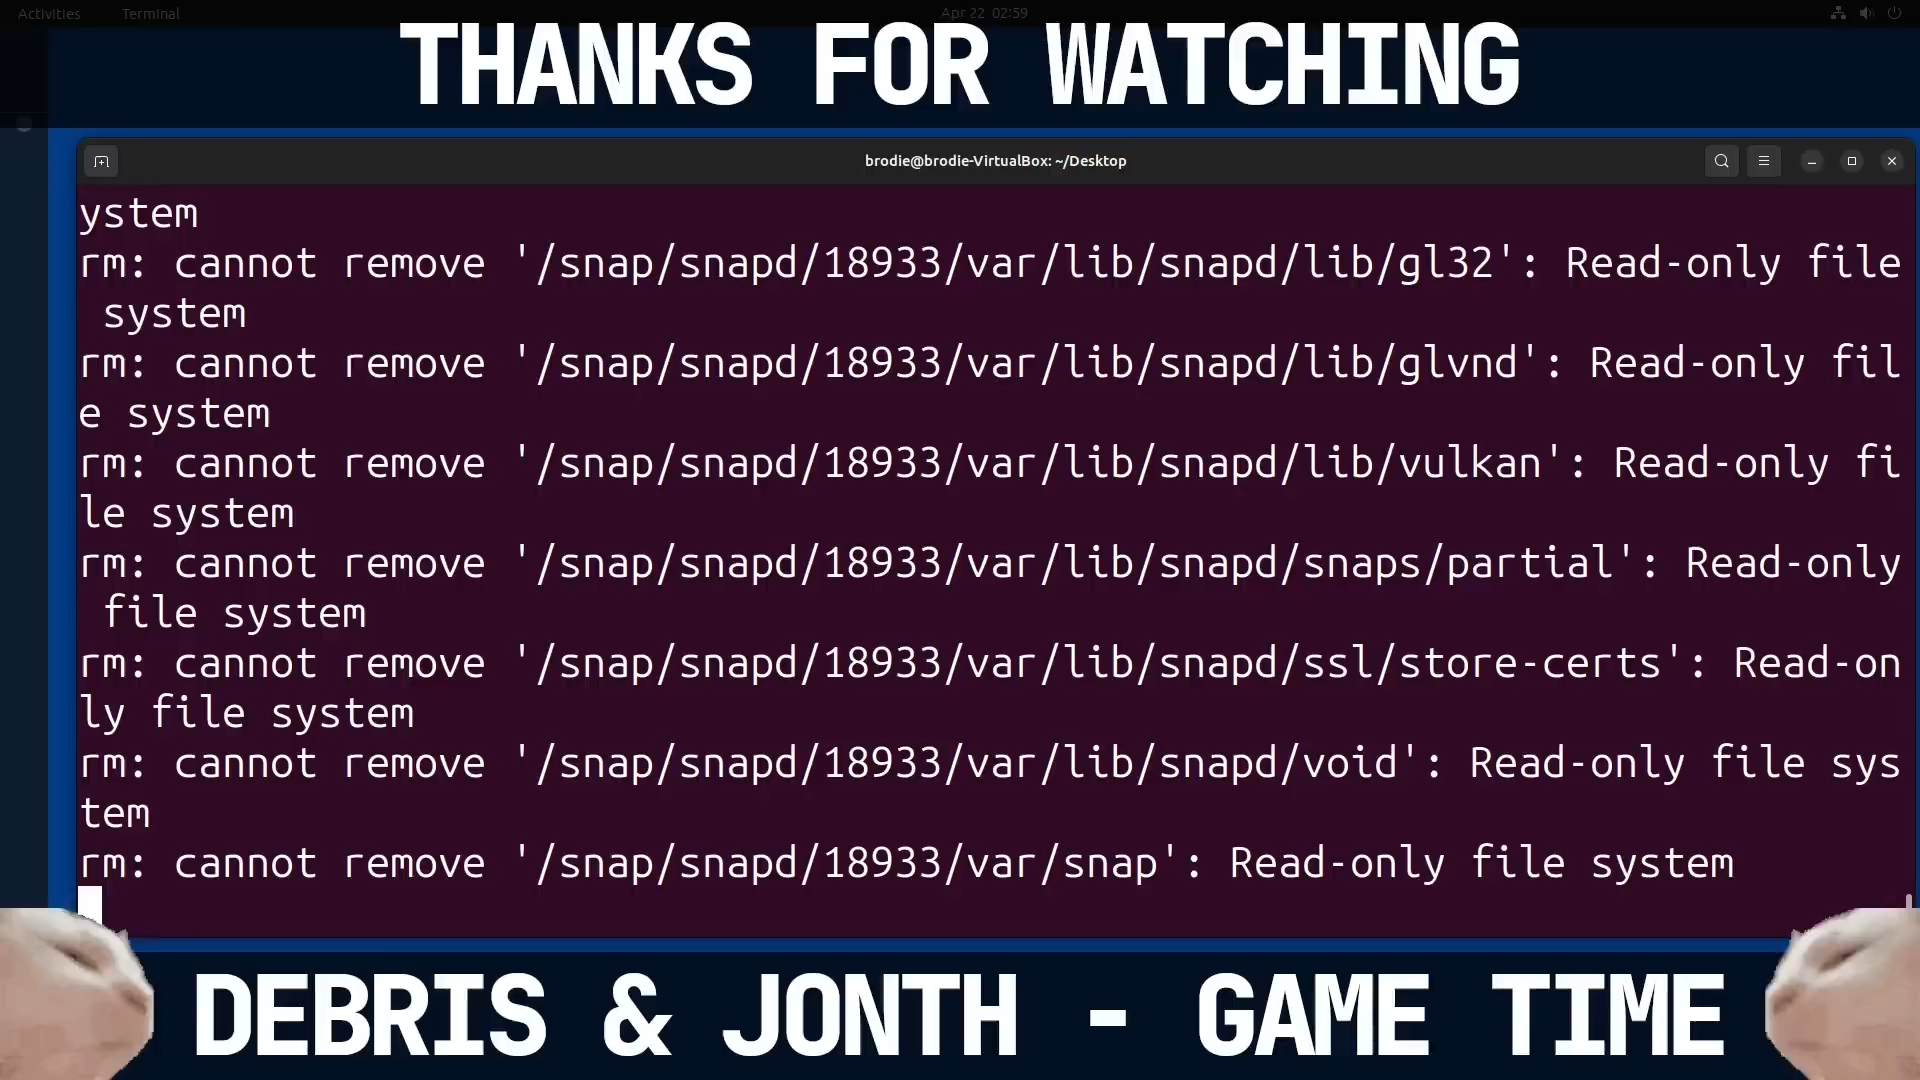 Activities Terminal Apr 22 02:59
THANKS FOR WATCHING
brodie@brodie-VirtualBox: ~/Desktop
ystem
rm: cannot remove '/snap/snapd/18933/var/lib/snapd/lib/gl32': Read-only file
 system
rm: cannot remove '/snap/snapd/18933/var/lib/snapd/lib/glvnd': Read-only fil
e system
rm: cannot remove '/snap/snapd/18933/var/lib/snapd/lib/vulkan': Read-only fi
le system
rm: cannot remove '/snap/snapd/18933/var/lib/snapd/snaps/partial': Read-only
 file system
rm: cannot remove '/snap/snapd/18933/var/lib/snapd/ssl/store-certs': Read-on
ly file system
rm: cannot remove '/snap/snapd/18933/var/lib/snapd/void': Read-only file sys
tem
rm: cannot remove '/snap/snapd/18933/var/snap': Read-only file system
DEBRIS & JONTH - GAME TIME